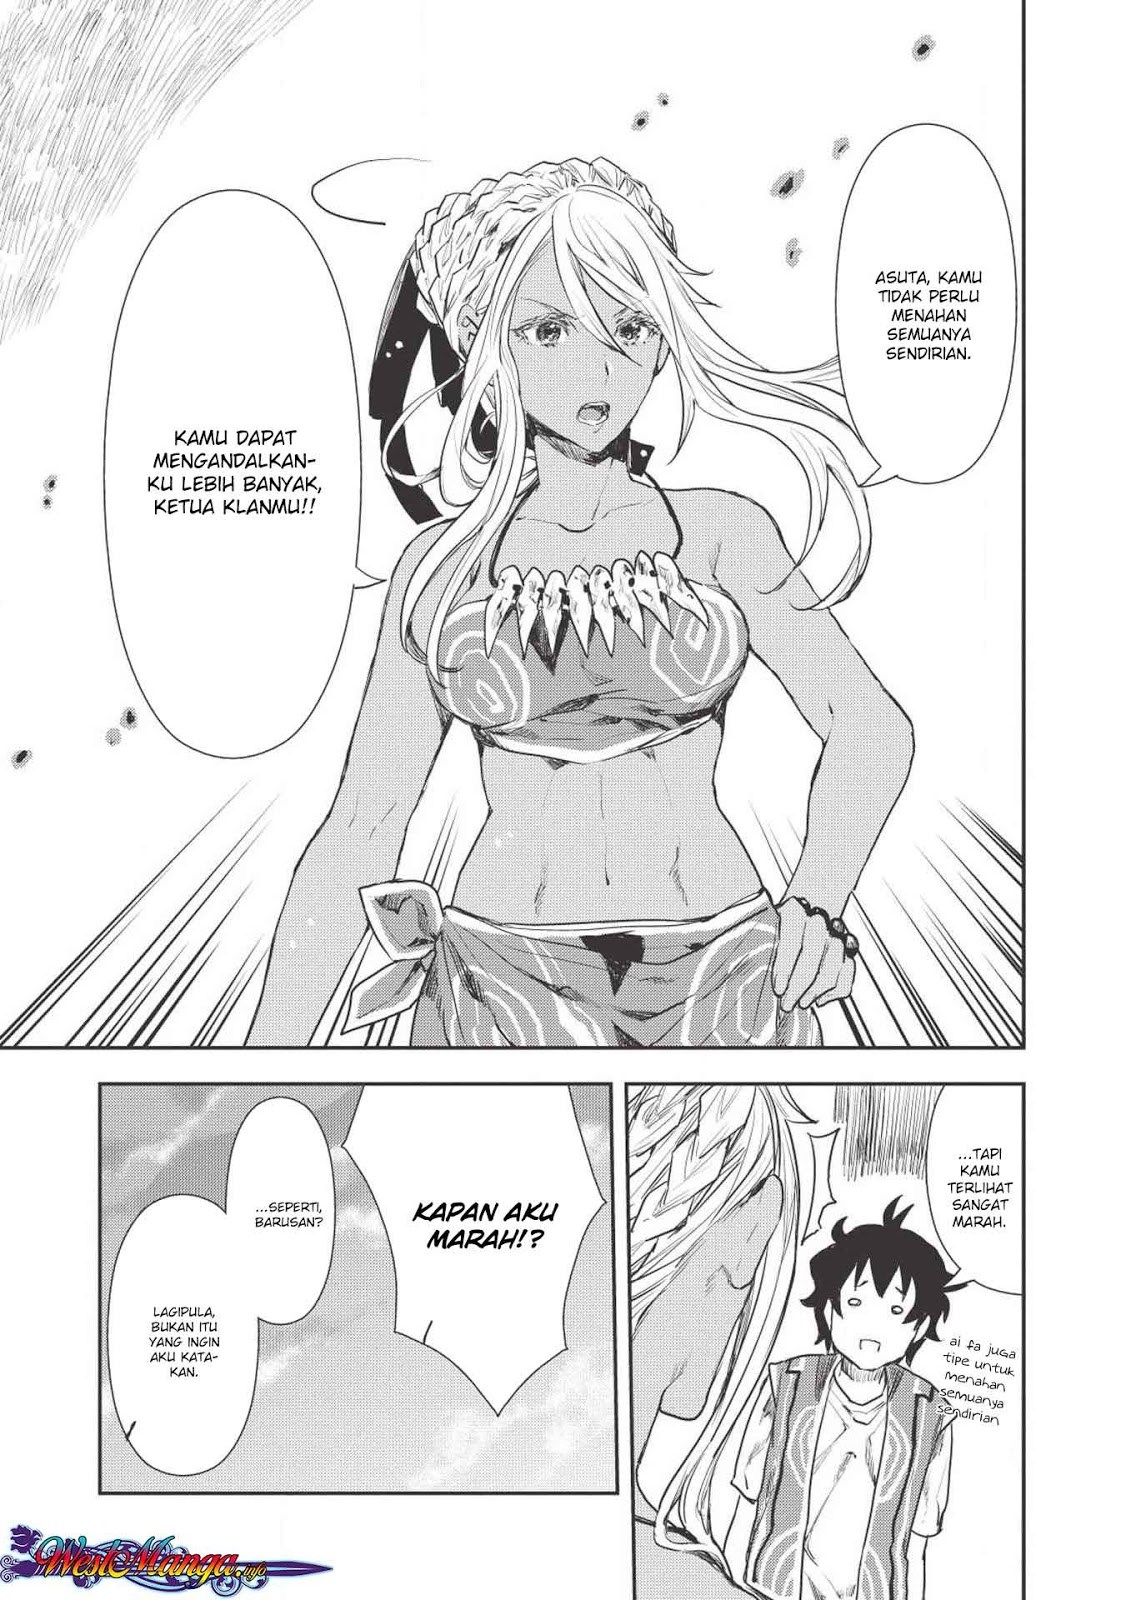 ASUTA, KAMU
TIDAK PERLU
MENAHAN
SEMUANYA
SENDIRIAN.
KAMU DAPAT
MENGANDALKAN-
KU LEBIH BANYAK,
KETUA KLANMU!!
...TAPI
KAMU
TERLIHAT
SANGAT
MARAH.
ai fa juga
tipe untuk
menahan
semuanya
sendirian
KAPAN AKU
MARAH!?
...SEPERTI,
BARUSAN?
LAGIPULA,
BUKAN ITU
YANG INGIN
AKU KATA-
KAN.
WestManga.info